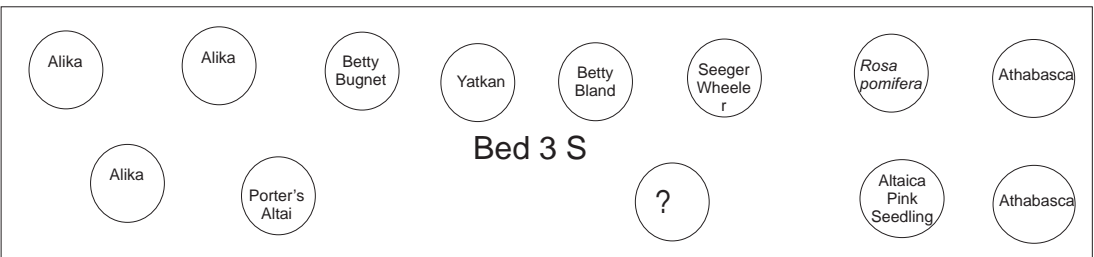 Alika
Alika
Betty
Bugnet
Yatkan
Betty
Bland
Seeger
Wheele
r
Rosa
pomifera
Athabasca
Bed 3 S
Alika
Porter's
Altai
?
Altaica
Pink
Seedling
Athabasca